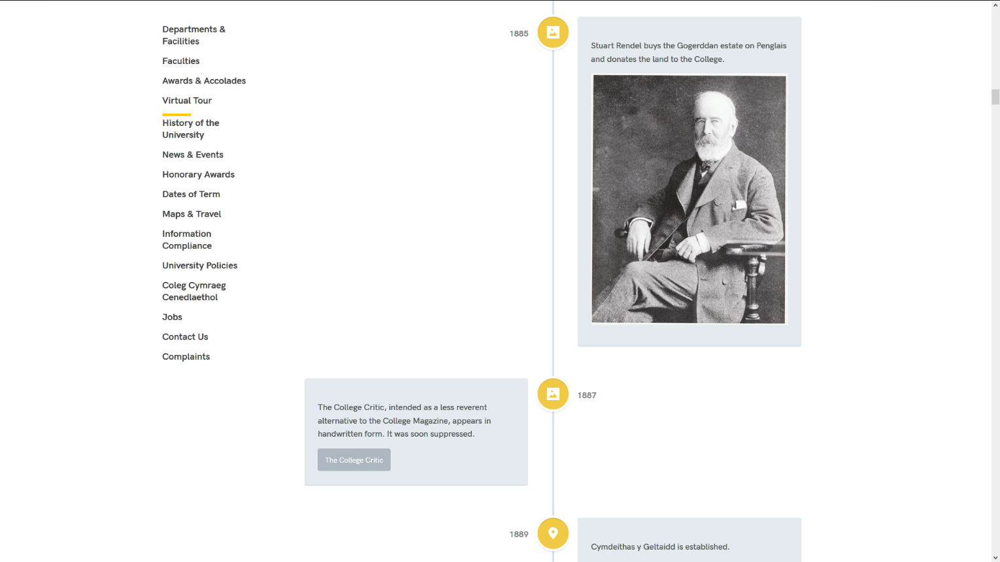 Departments &
Facilities
Faculties
Awards & Accolades
Virtual Tour
History of the
University
News & Events
Honorary Awards
Dates of Term
Maps & Travel
Information
Compliance
University Policies
Coleg Cymraeg
Cenedlaethol
Jobs
Contact Us
Complaints
1885
Stuart Rendel buys the Gogerddan estate on Penglais
and donates the land to the College.
1887
The College Critic, intended as a less reverent
alternative to the College Magazine, appears in
handwritten form. It was soon suppressed.
The College Critic
1889
Cymdeithas y Geltaidd is established.